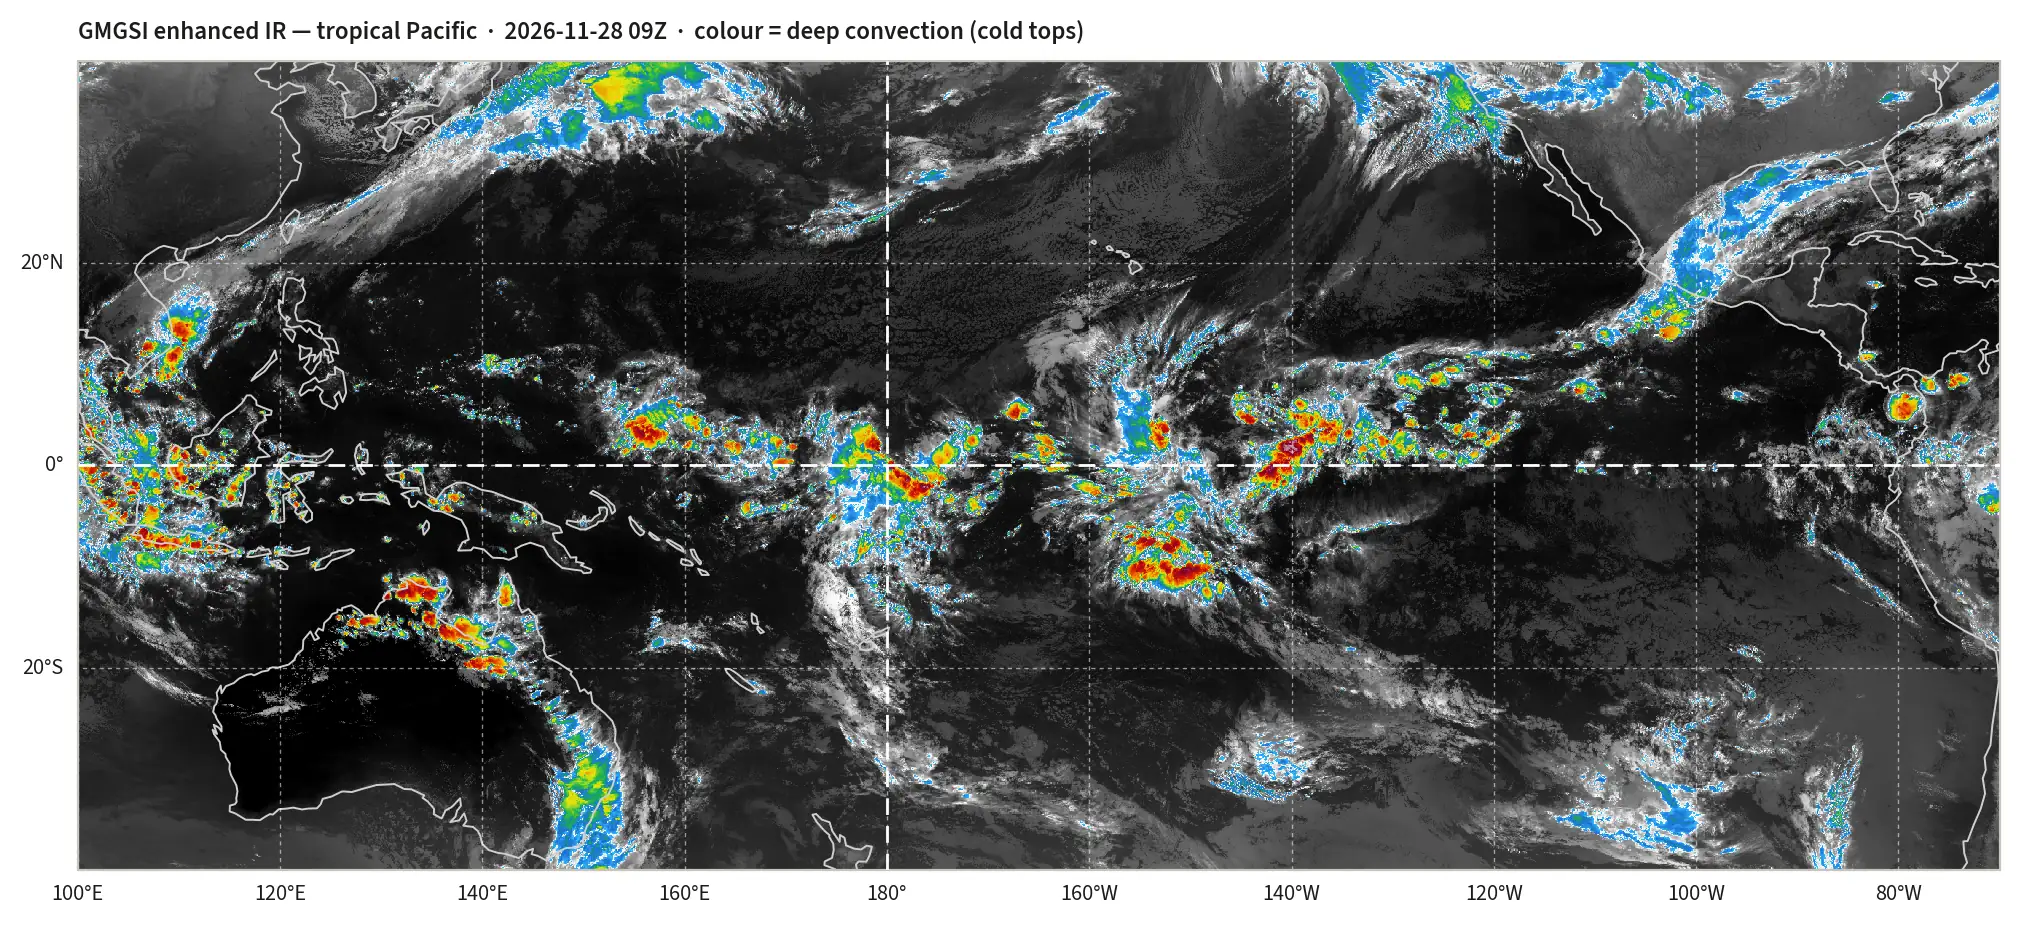 GMGSI enhanced IR — tropical Pacific · 2026-11-28 09Z · colour = deep convection (cold tops)
20°N
0°
20°S
100°E 120°E 140°E 160°E 180° 160°W 140°W 120°W 100°W 80°W